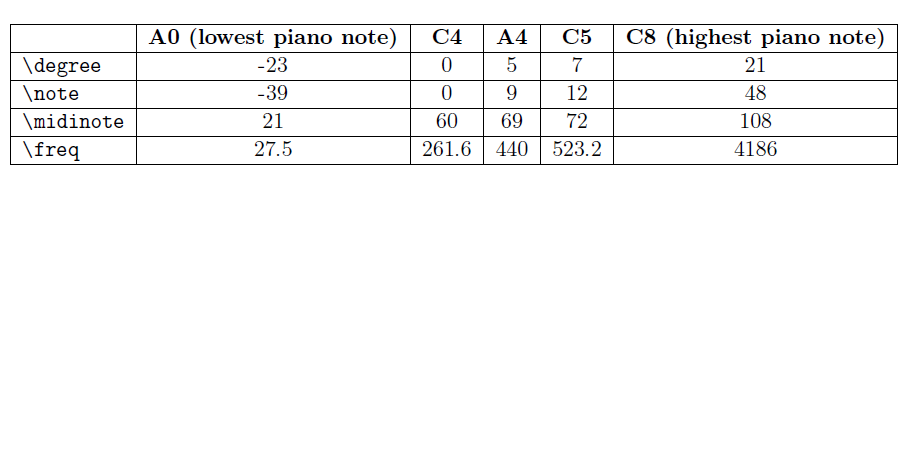 A0 (lowest piano note) C4 A4 C5 C8 (highest piano note)
\degree -23 0 5 7 21
\note -39 0 9 12 48
\midinote 21 60 69 72 108
\freq 27.5 261.6 440 523.2 4186